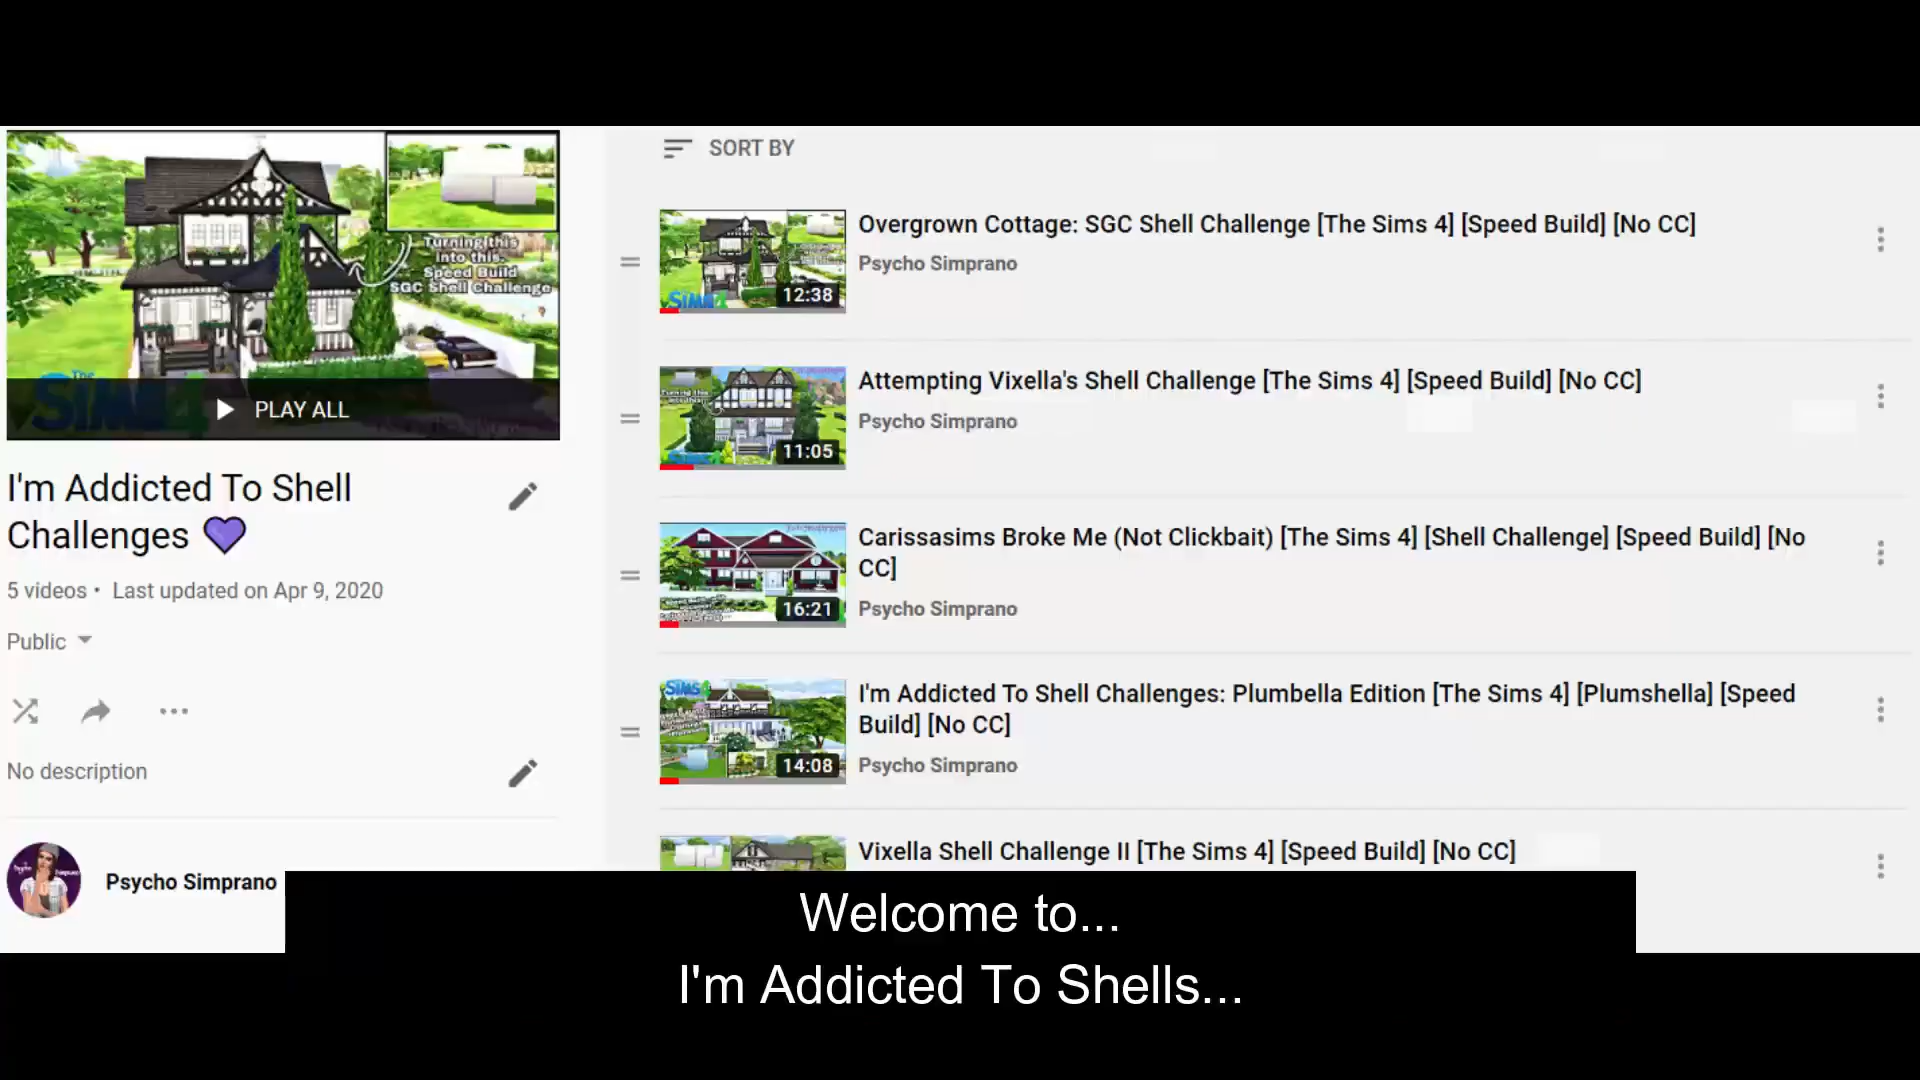 Turning this
into this.
Speed Build
SGC Shell Challenge
The
SIMS 4
PLAY ALL
I'm Addicted To Shell
Challenges 💜
5 videos • Last updated on Apr 9, 2020
Public
No description
Psycho Simprano
SORT BY
12:38
Overgrown Cottage: SGC Shell Challenge [The Sims 4] [Speed Build] [No CC]
Psycho Simprano
11:05
Attempting Vixella's Shell Challenge [The Sims 4] [Speed Build] [No CC]
Psycho Simprano
16:21
Carissasims Broke Me (Not Clickbait) [The Sims 4] [Shell Challenge] [Speed Build] [No
CC]
Psycho Simprano
14:08
I'm Addicted To Shell Challenges: Plumbella Edition [The Sims 4] [Plumshella] [Speed
Build] [No CC]
Psycho Simprano
Vixella Shell Challenge II [The Sims 4] [Speed Build] [No CC]
Welcome to...
I'm Addicted To Shells...